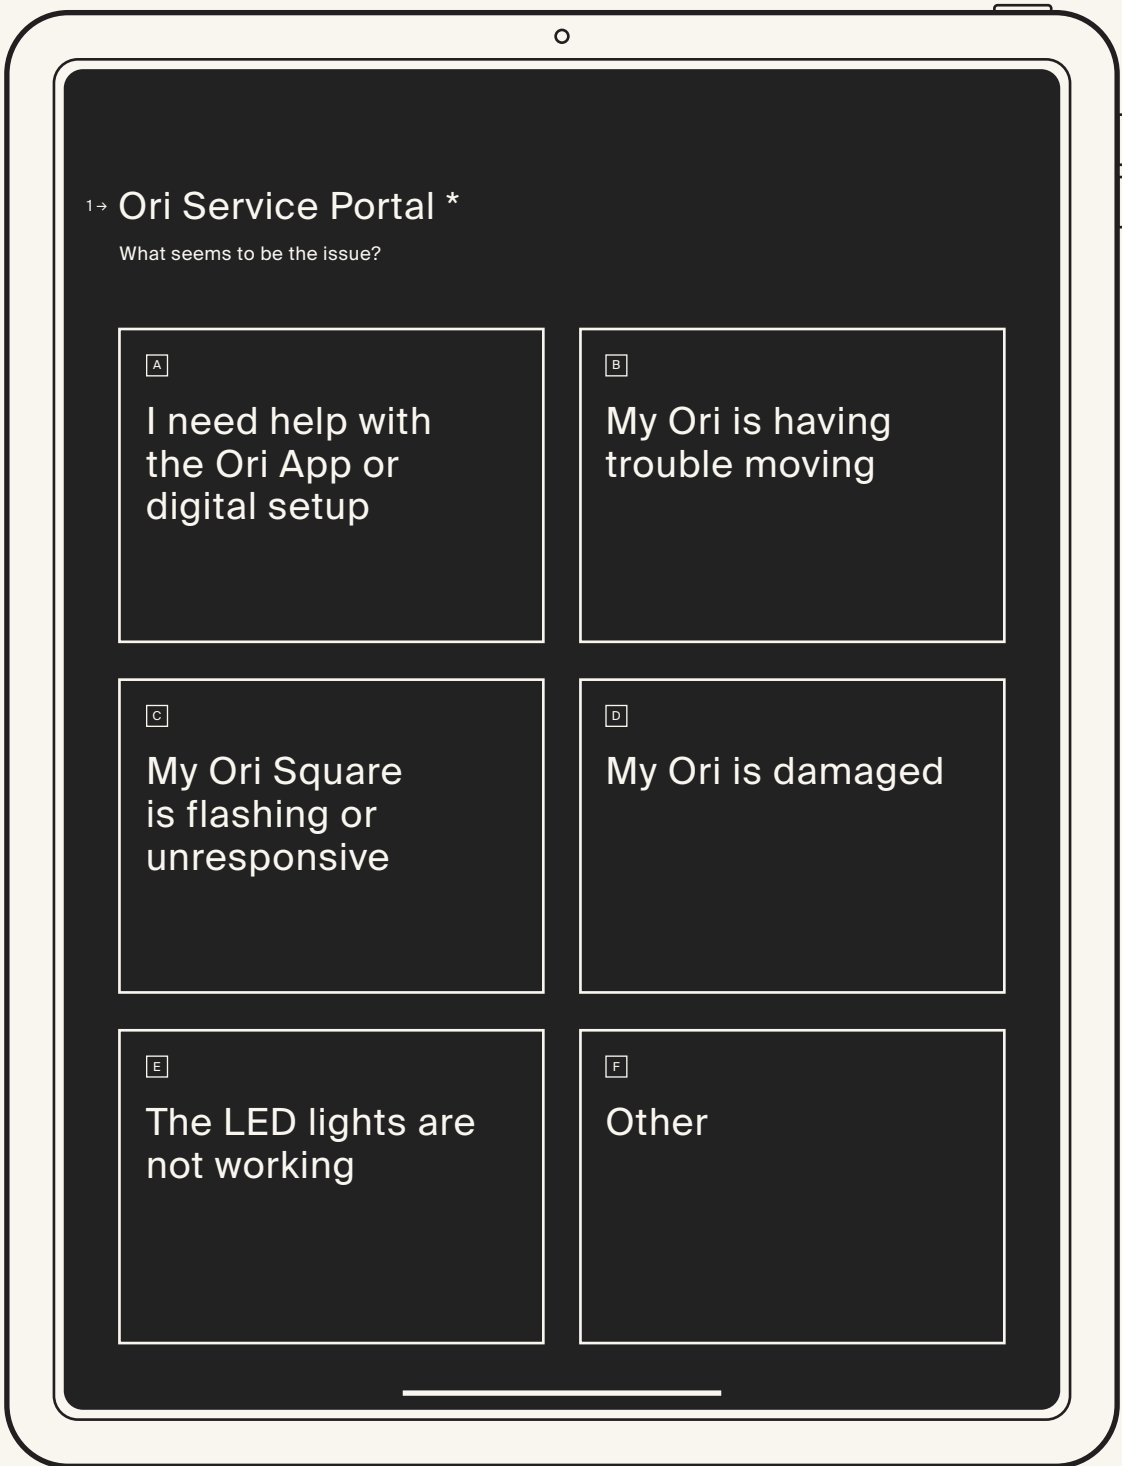 1→ Ori Service Portal *
What seems to be the issue?
A
I need help with
the Ori App or
digital setup
B
My Ori is having
trouble moving
C
My Ori Square
is flashing or
unresponsive
D
My Ori is damaged
E
The LED lights are
not working
F
Other